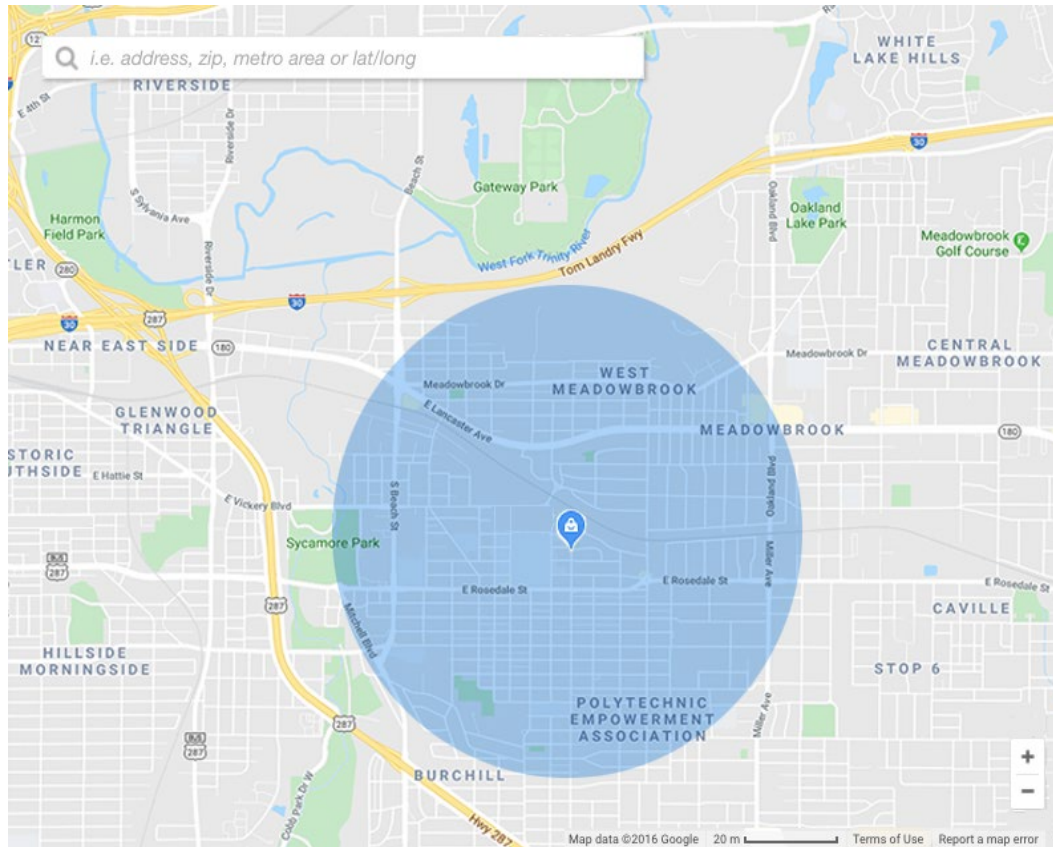 i.e. address, zip, metro area or lat/long
WHITE
LAKE HILLS
RIVERSIDE
E 4th St
Riverside Dr
Beach St
30
S Sylvania Ave
Gateway Park
Oakland Blvd
Oakland
Lake Park
Harmon
Field Park
Meadowbrook
Golf Course
West Fork Trinity River
Tom Landry Fwy
Riverside Dr
280
30
287
30
NEAR EAST SIDE
180
Meadowbrook Dr
CENTRAL
MEADOWBROOK
WEST
MEADOWBROOK
Meadowbrook Dr
GLENWOOD
TRIANGLE
E Lancaster Ave
MEADOWBROOK
180
STORIC
UTHSIDE
E Hattie St
E Vickery Blvd
S Beach St
Oakland Blvd
Sycamore Park
BUS
287
E Rosedale St
E Rosedale St
Miller Ave
E Rosedale St
287
CAVILLE
Mitchell Blvd
HILLSIDE
MORNINGSIDE
STOP 6
POLYTECHNIC
EMPOWERMENT
ASSOCIATION
Miller Ave
287
BUS
287
BURCHILL
Cobb Park Dr W
Hwy 287
+
−
Map data ©2016 Google
20 m
Terms of Use
Report a map error